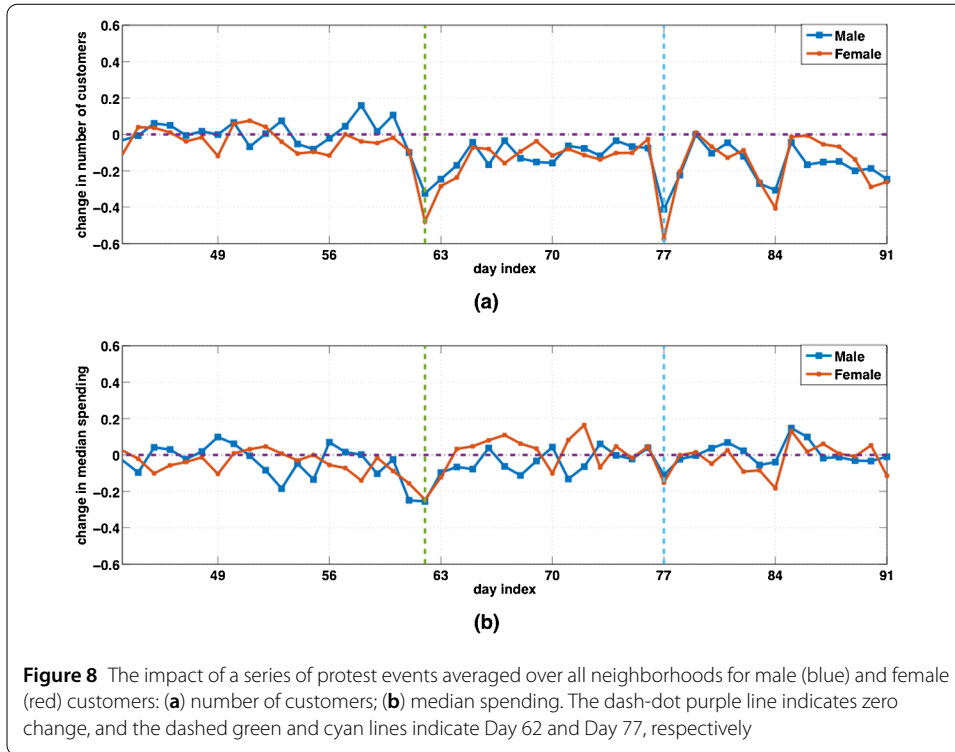 0.6
0.4
0.2
0
−0.2
−0.4
−0.6
change in number of customers
Male
Female
49 56 63 70 77 84 91
day index
(a)
0.6
0.4
0.2
0
−0.2
−0.4
−0.6
change in median spending
Male
Female
49 56 63 70 77 84 91
day index
(b)
Figure 8 The impact of a series of protest events averaged over all neighborhoods for male (blue) and female
(red) customers: (a) number of customers; (b) median spending. The dash-dot purple line indicates zero
change, and the dashed green and cyan lines indicate Day 62 and Day 77, respectively